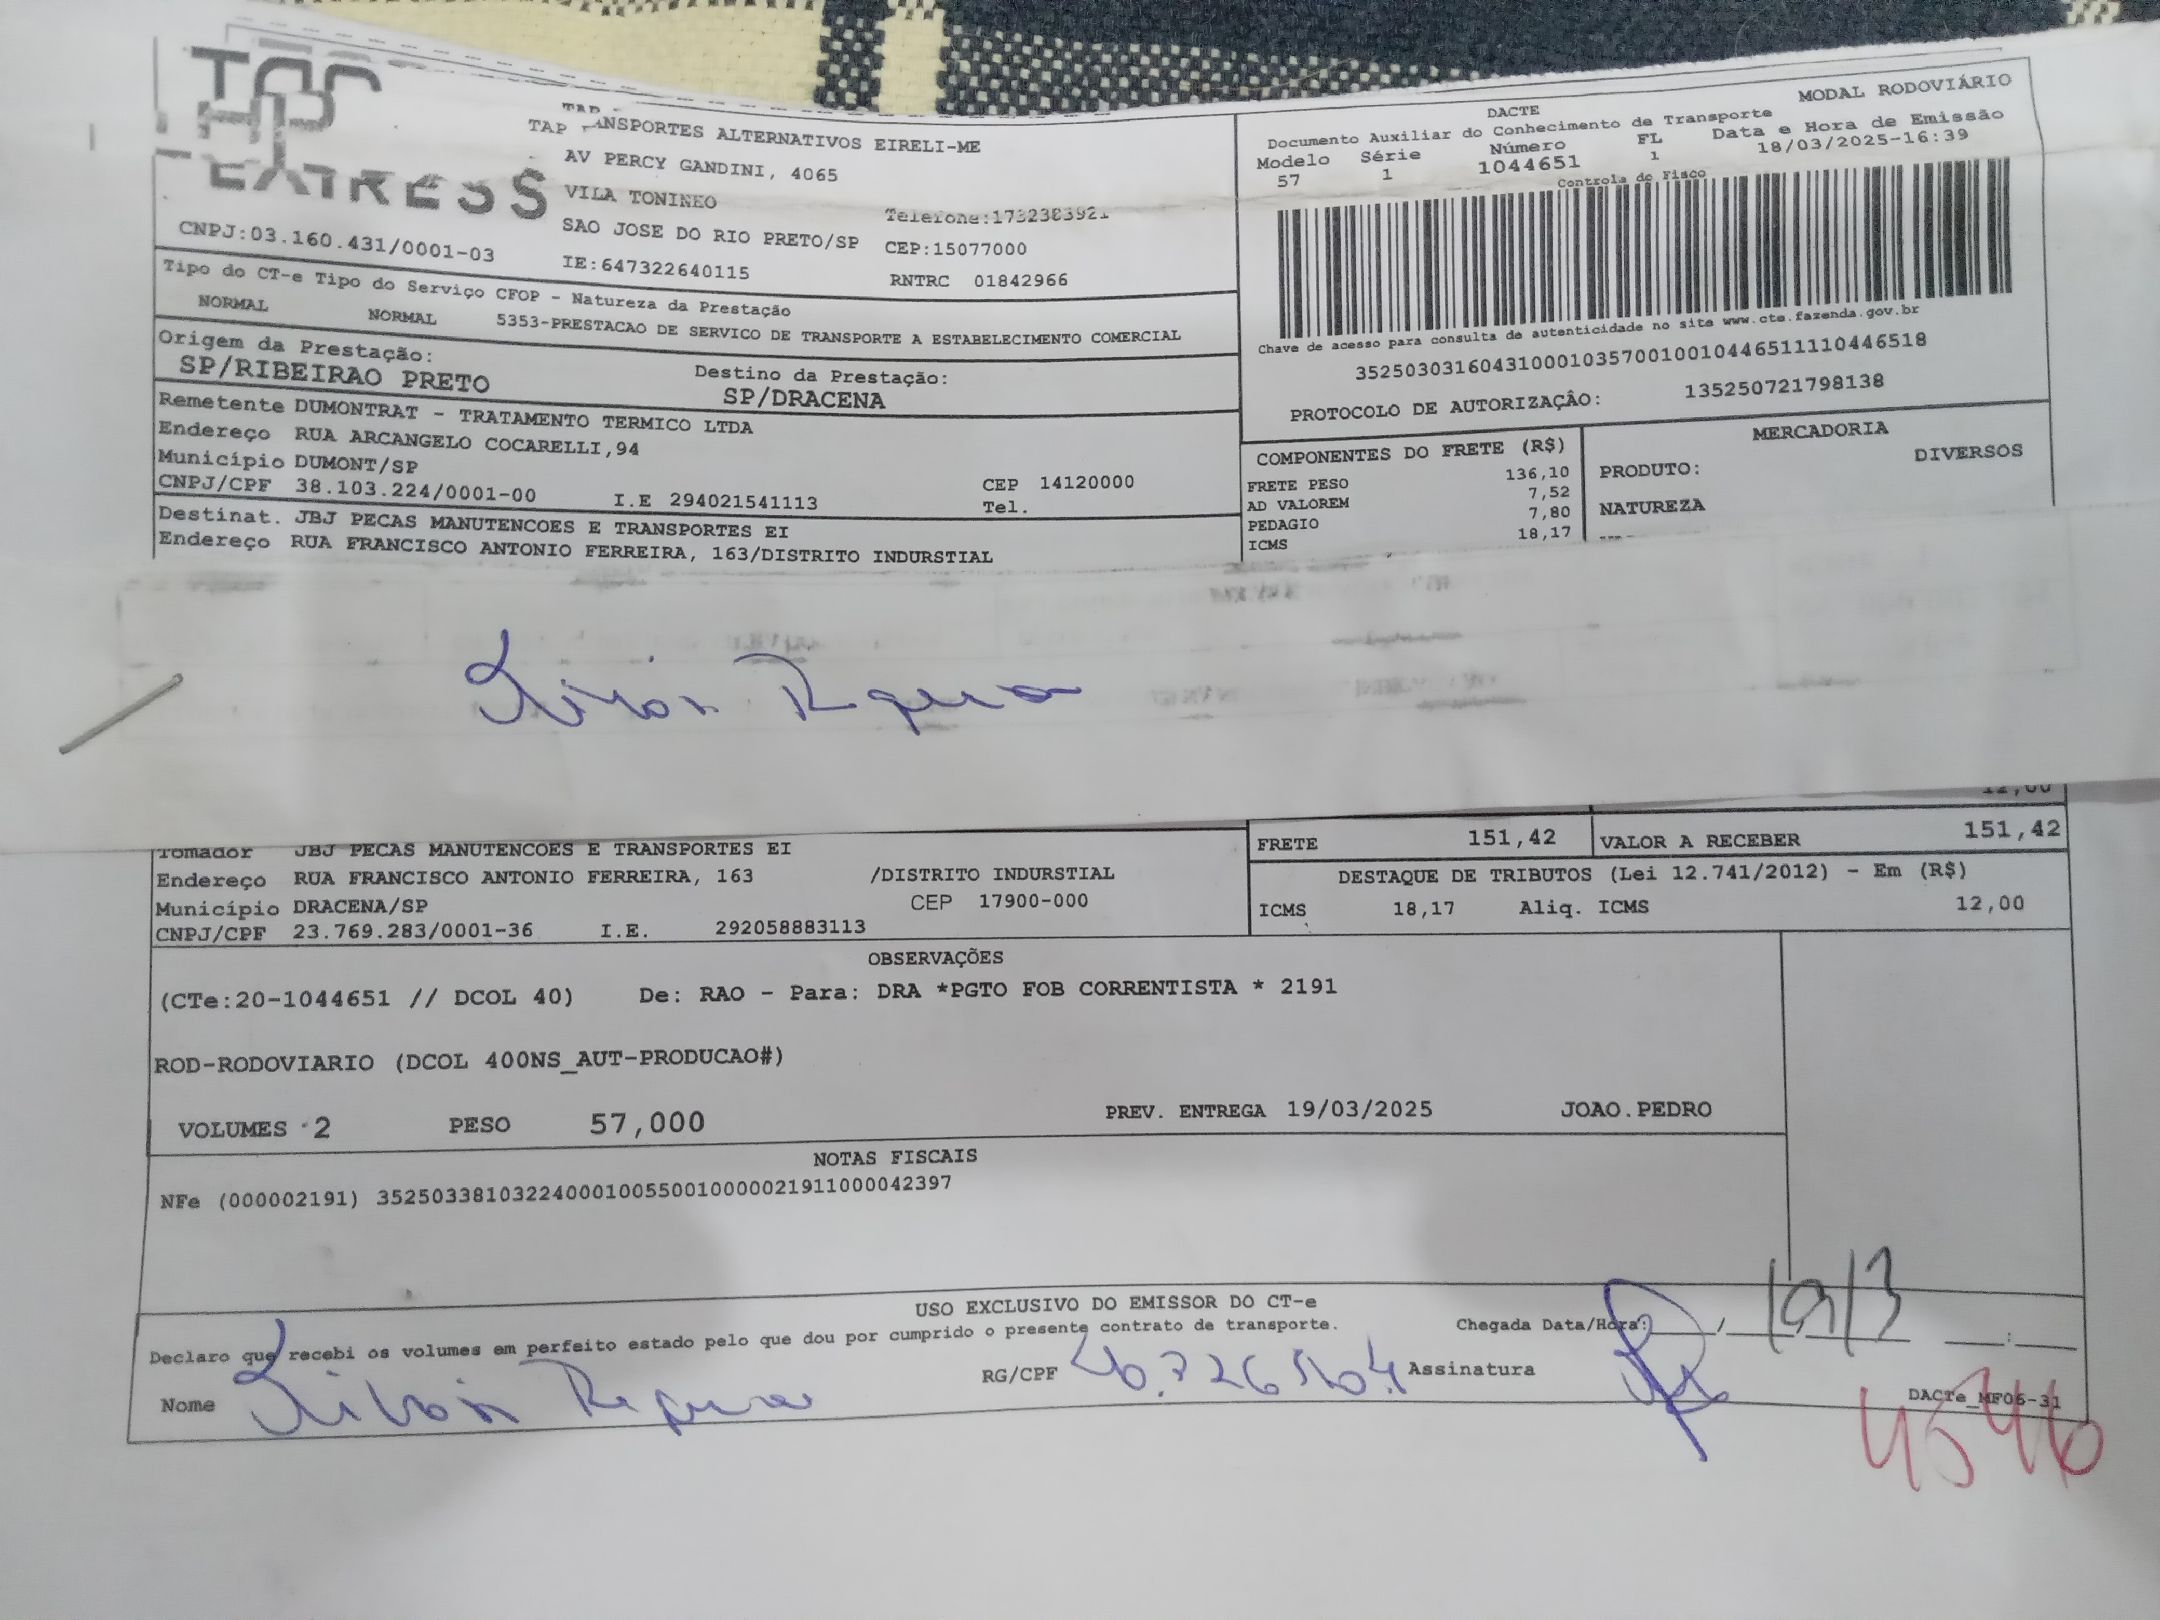 EXPRESS
TAP TRANSPORTES ALTERNATIVOS EIRELI-ME
AV PERCY GANDINI, 4065
VILA TONINHO
SAO JOSE DO RIO PRETO/SP
Telefone:1732383921
CEP:15077000
CNPJ:03.160.431/0001-03
IE:647322640115
RNTRC 01842966
DACTE
MODAL RODOVIÁRIO
Documento Auxiliar do Conhecimento de Transporte
Modelo Série Número FL Data e Hora de Emissão
57 1 1044651 1 18/03/2025-16:39
Controle do Fisco
Chave de acesso para consulta de autenticidade no site www.cte.fazenda.gov.br
35250303160431000103570010010446511110446518
PROTOCOLO DE AUTORIZAÇÂO: 135250721798138
Tipo do CT-e Tipo do Serviço CFOP - Natureza da Prestação
NORMAL NORMAL 5353-PRESTACAO DE SERVICO DE TRANSPORTE A ESTABELECIMENTO COMERCIAL
Origem da Prestação:
SP/RIBEIRAO PRETO
Destino da Prestação:
SP/DRACENA
Remetente DUMONTRAT - TRATAMENTO TERMICO LTDA
Endereço RUA ARCANGELO COCARELLI,94
Município DUMONT/SP
CEP 14120000
CNPJ/CPF 38.103.224/0001-00 I.E 294021541113 Tel.
Destinat. JBJ PECAS MANUTENCOES E TRANSPORTES EI
Endereço RUA FRANCISCO ANTONIO FERREIRA, 163/DISTRITO INDURSTIAL
COMPONENTES DO FRETE (R$)
FRETE PESO 136,10
AD VALOREM 7,52
PEDAGIO 7,80
ICMS 18,17
MERCADORIA
PRODUTO: DIVERSOS
NATUREZA
12,00
Tomador JBJ PECAS MANUTENCOES E TRANSPORTES EI
Endereço RUA FRANCISCO ANTONIO FERREIRA, 163 /DISTRITO INDURSTIAL
Município DRACENA/SP CEP 17900-000
CNPJ/CPF 23.769.283/0001-36 I.E. 292058883113
FRETE 151,42 VALOR A RECEBER 151,42
DESTAQUE DE TRIBUTOS (Lei 12.741/2012) - Em (R$)
ICMS 18,17 Aliq. ICMS 12,00
OBSERVAÇÕES
(CTe:20-1044651 // DCOL 40) De: RAO - Para: DRA *PGTO FOB CORRENTISTA * 2191
ROD-RODOVIARIO (DCOL 400NS_AUT-PRODUCAO#)
VOLUMES 2 PESO 57,000 PREV. ENTREGA 19/03/2025 JOAO.PEDRO
NOTAS FISCAIS
NFe (000002191) 35250338103224000100550010000021911000042397
USO EXCLUSIVO DO EMISSOR DO CT-e
Declaro que recebi os volumes em perfeito estado pelo que dou por cumprido o presente contrato de transporte.
Chegada Data/Hora: 19/3
Nome
RG/CPF
Assinatura
DACTe_MF06-31